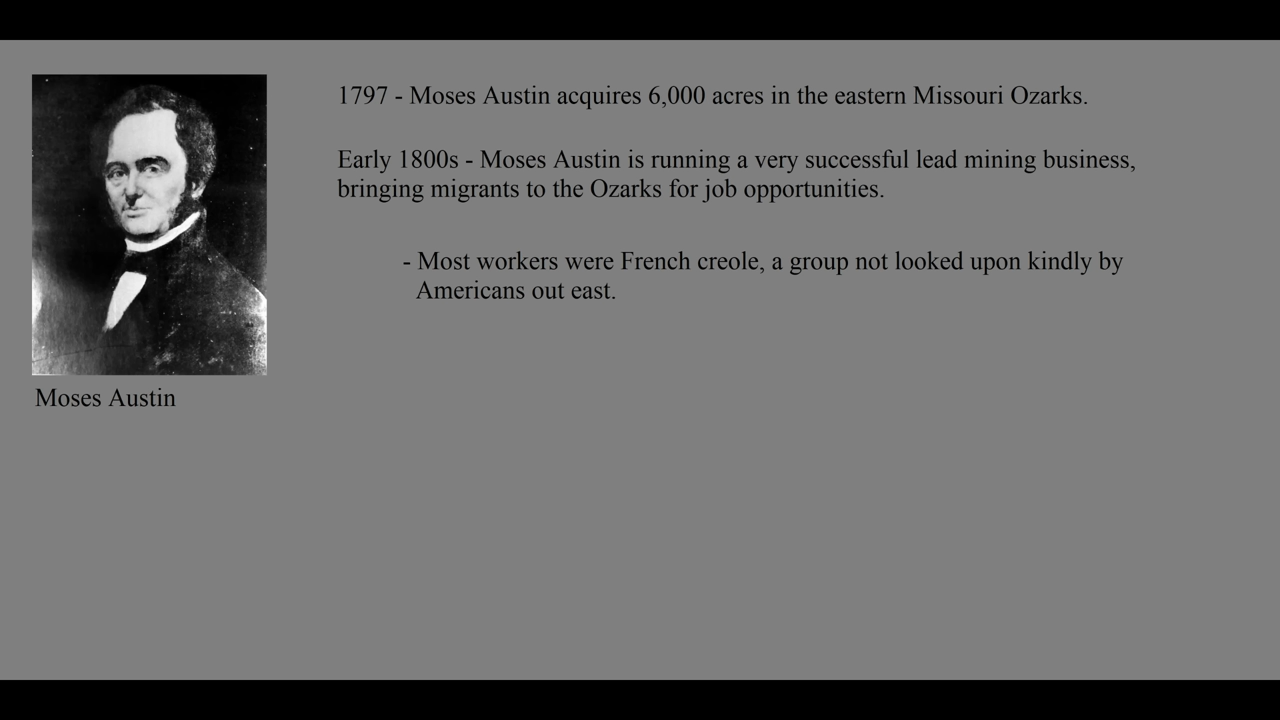 1797 - Moses Austin acquires 6,000 acres in the eastern Missouri Ozarks.
Early 1800s - Moses Austin is running a very successful lead mining business,
bringing migrants to the Ozarks for job opportunities.
- Most workers were French creole, a group not looked upon kindly by
Americans out east.
Moses Austin